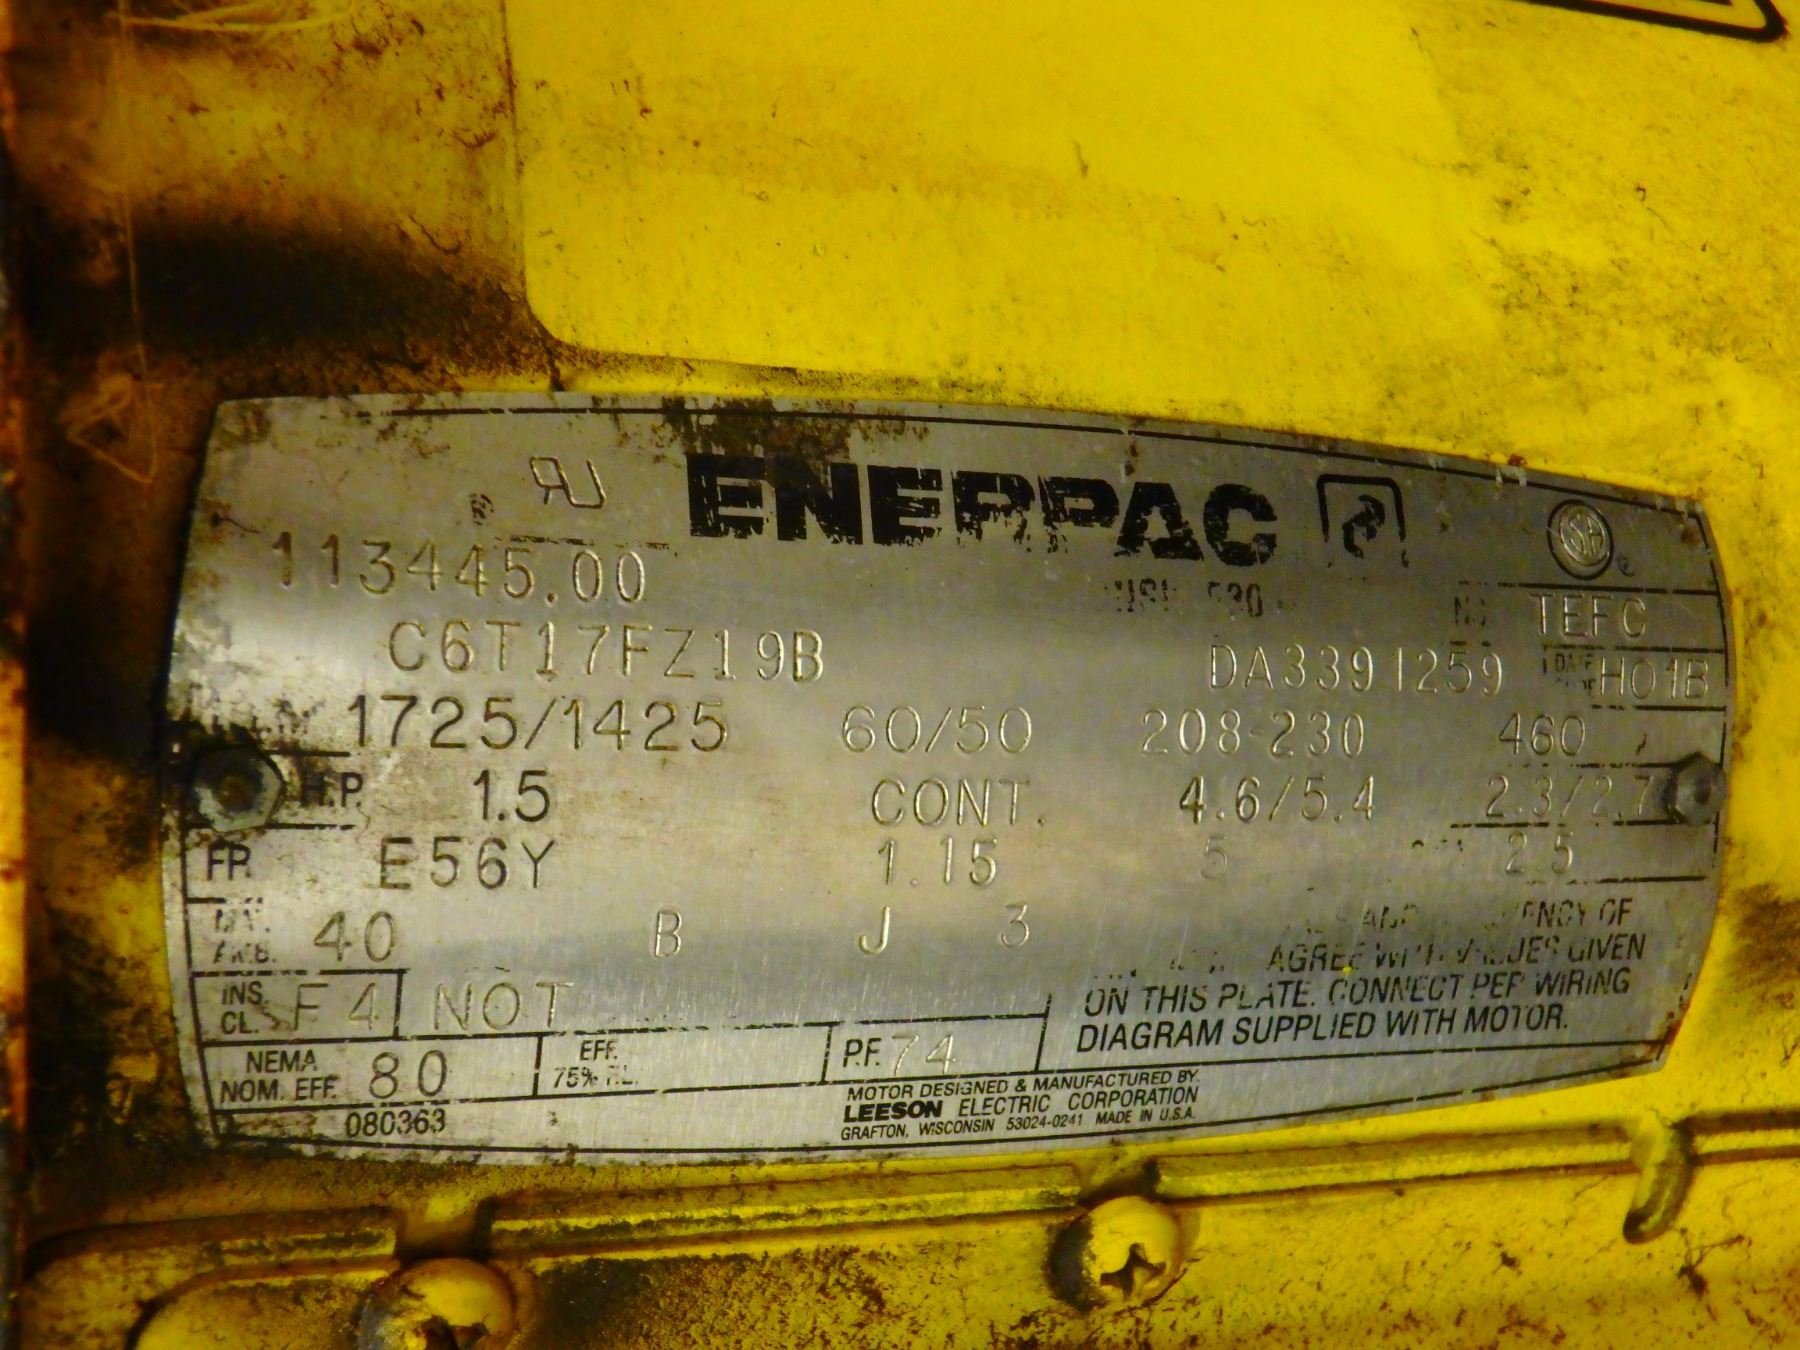 ENERPAC
113445.00
TEFC
C6T17FZ19B DA3391259 H01B
1725/1425 60/50 208-230 460
H.P. 1.5 CONT. 4.6/5.4 2.3/2.7
FR. E56Y 1.15 5 2.5
40 B J 3
OF
AGREE VALUES GIVEN
INS. CL. F4 NOT
ON THIS PLATE. CONNECT PER WIRING
DIAGRAM SUPPLIED WITH MOTOR.
NEMA NOM. EFF. 80 EFF. 75% P.F. 74
MOTOR DESIGNED & MANUFACTURED BY
LEESON ELECTRIC CORPORATION
GRAFTON, WISCONSIN 53024-0241 MADE IN U.S.A.
080363